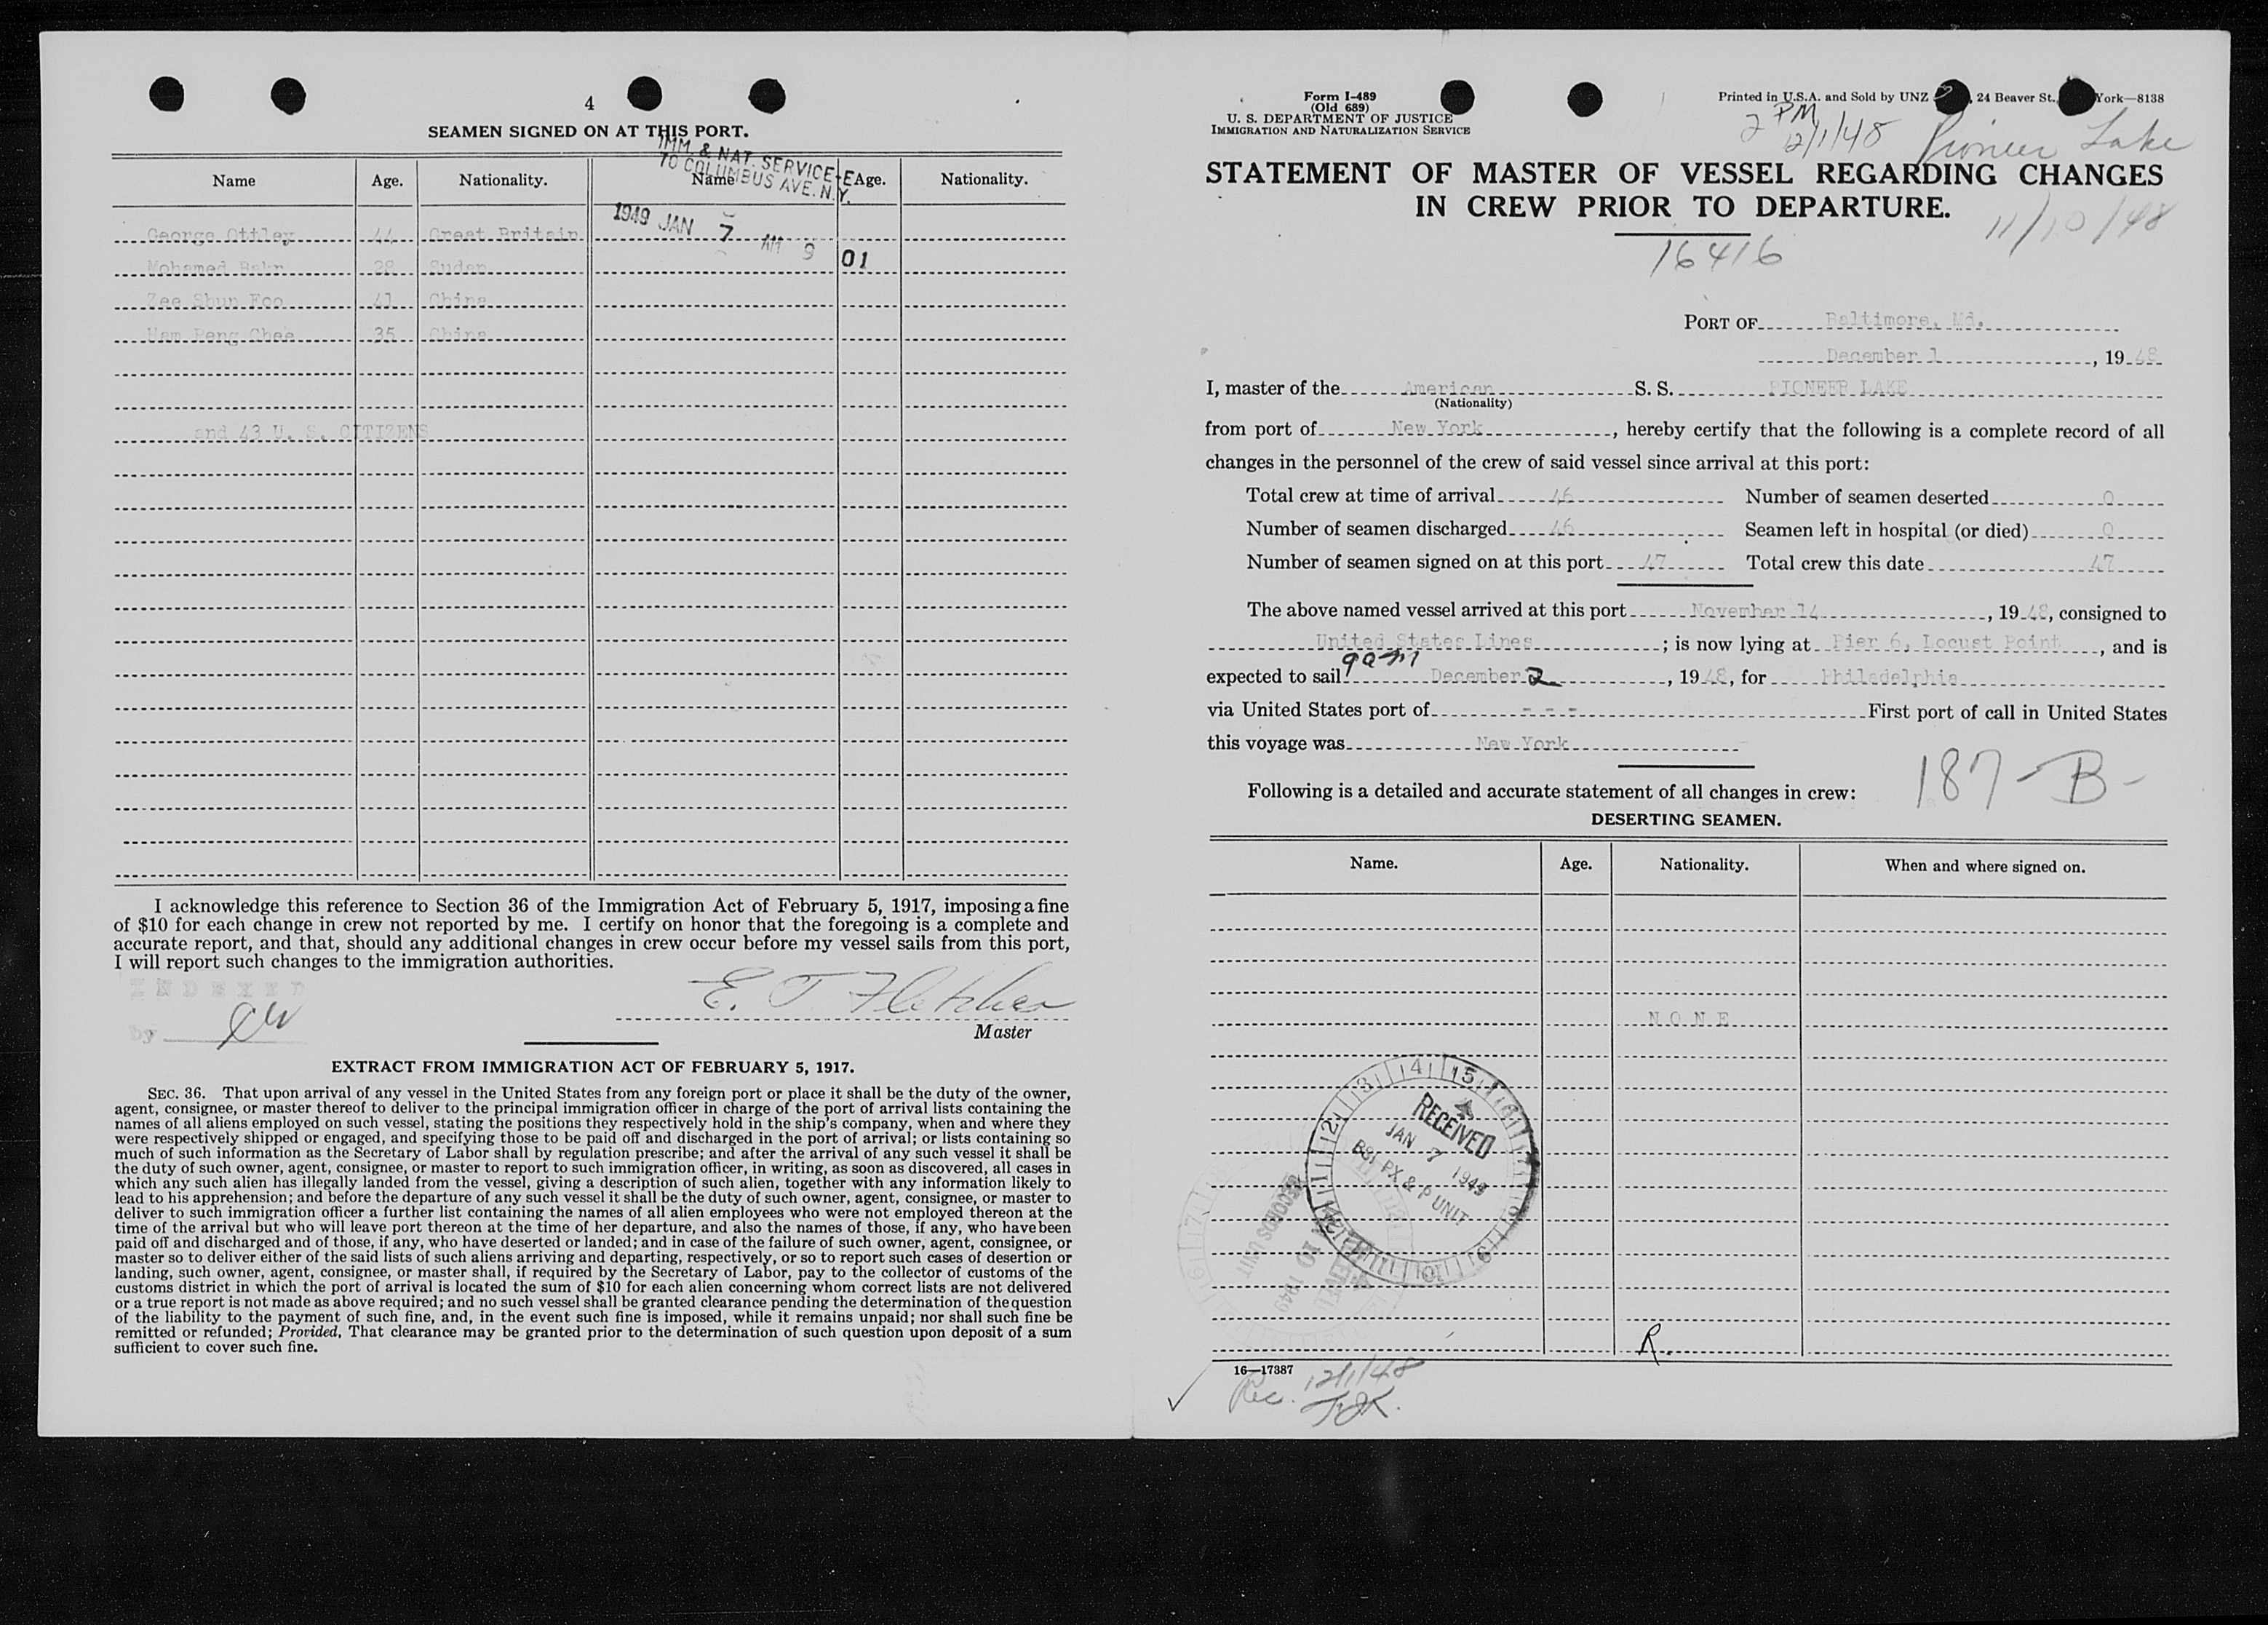 4
SEAMEN SIGNED ON AT THIS PORT.
IMM. & NAT. SERVICE-E
70 COLUMBUS AVE. N.Y.
1949 JAN 7 AM 9 01
Name Age. Nationality. Name Age. Nationality.
George Ottley 44 Great Britain
Mohamed Bakr 28 Sudan
Zee Shun Foo 41 China
Ham Peng Chee 35 China
and 43 U. S. CITIZENS
I acknowledge this reference to Section 36 of the Immigration Act of February 5, 1917, imposing a fine
of $10 for each change in crew not reported by me. I certify on honor that the foregoing is a complete and
accurate report, and that, should any additional changes in crew occur before my vessel sails from this port,
I will report such changes to the immigration authorities.
INDEXED
by
E. T. Fletcher
Master
EXTRACT FROM IMMIGRATION ACT OF FEBRUARY 5, 1917.
SEC. 36. That upon arrival of any vessel in the United States from any foreign port or place it shall be the duty of the owner,
agent, consignee, or master thereof to deliver to the principal immigration officer in charge of the port of arrival lists containing the
names of all aliens employed on such vessel, stating the positions they respectively hold in the ship's company, when and where they
were respectively shipped or engaged, and specifying those to be paid off and discharged in the port of arrival; or lists containing so
much of such information as the Secretary of Labor shall by regulation prescribe; and after the arrival of any such vessel it shall be
the duty of such owner, agent, consignee, or master to report to such immigration officer, in writing, as soon as discovered, all cases in
which any such alien has illegally landed from the vessel, giving a description of such alien, together with any information likely to
lead to his apprehension; and before the departure of any such vessel it shall be the duty of such owner, agent, consignee, or master to
deliver to such immigration officer a further list containing the names of all alien employees who were not employed thereon at the
time of the arrival but who will leave port thereon at the time of her departure, and also the names of those, if any, who have been
paid off and discharged and of those, if any, who have deserted or landed; and in case of the failure of such owner, agent, consignee, or
master so to deliver either of the said lists of such aliens arriving and departing, respectively, or so to report such cases of desertion or
landing, such owner, agent, consignee, or master shall, if required by the Secretary of Labor, pay to the collector of customs of the
customs district in which the port of arrival is located the sum of $10 for each alien concerning whom correct lists are not delivered
or a true report is not made as above required; and no such vessel shall be granted clearance pending the determination of the question
of the liability to the payment of such fine, and, in the event such fine is imposed, while it remains unpaid; nor shall such fine be
remitted or refunded; Provided, That clearance may be granted prior to the determination of such question upon deposit of a sum
sufficient to cover such fine.
Form I-489
(Old 689)
U. S. DEPARTMENT OF JUSTICE
IMMIGRATION AND NATURALIZATION SERVICE
Printed in U.S.A. and Sold by UNZ 24 Beaver St., York—8138
2 PM
12/1/48 Pioneer Lake
STATEMENT OF MASTER OF VESSEL REGARDING CHANGES
IN CREW PRIOR TO DEPARTURE.
11/10/48
16416
PORT OF Baltimore, Md.
December 1, 1948
I, master of the American S. S. PIONEER LAKE
(Nationality)
from port of New York, hereby certify that the following is a complete record of all
changes in the personnel of the crew of said vessel since arrival at this port:
Total crew at time of arrival 46 Number of seamen deserted 0
Number of seamen discharged 46 Seamen left in hospital (or died) 0
Number of seamen signed on at this port 47 Total crew this date 47
The above named vessel arrived at this port November 14, 1948, consigned to
United States Lines; is now lying at Pier 6, Locust Point, and is
expected to sail 9am December 2, 1948, for Philadelphia
via United States port of - - - First port of call in United States
this voyage was New York
187-B-
Following is a detailed and accurate statement of all changes in crew:
DESERTING SEAMEN.
Name. Age. Nationality. When and where signed on.
NONE
RECEIVED
JAN 7 1949
BSI PX & P UNIT
R.
16—17387
Rec. 12/1/48